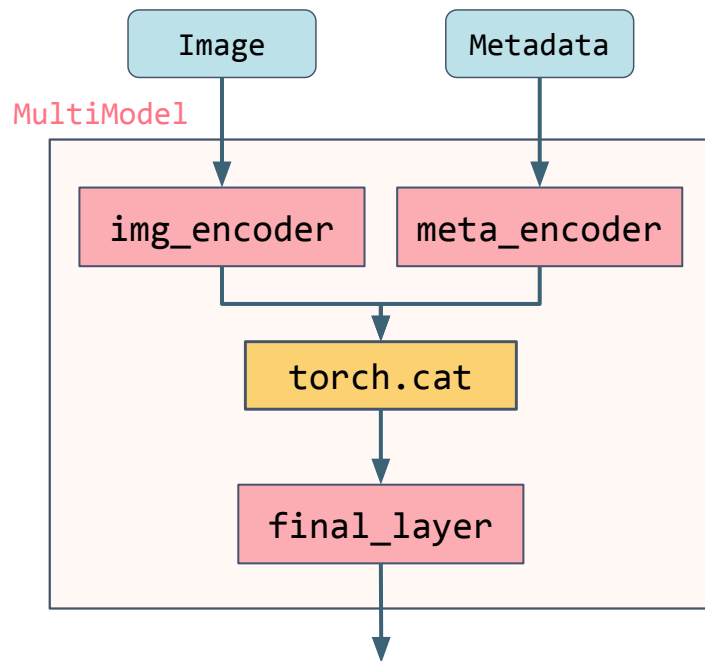 Image
Metadata
MultiModel
img_encoder
meta_encoder
torch.cat
final_layer